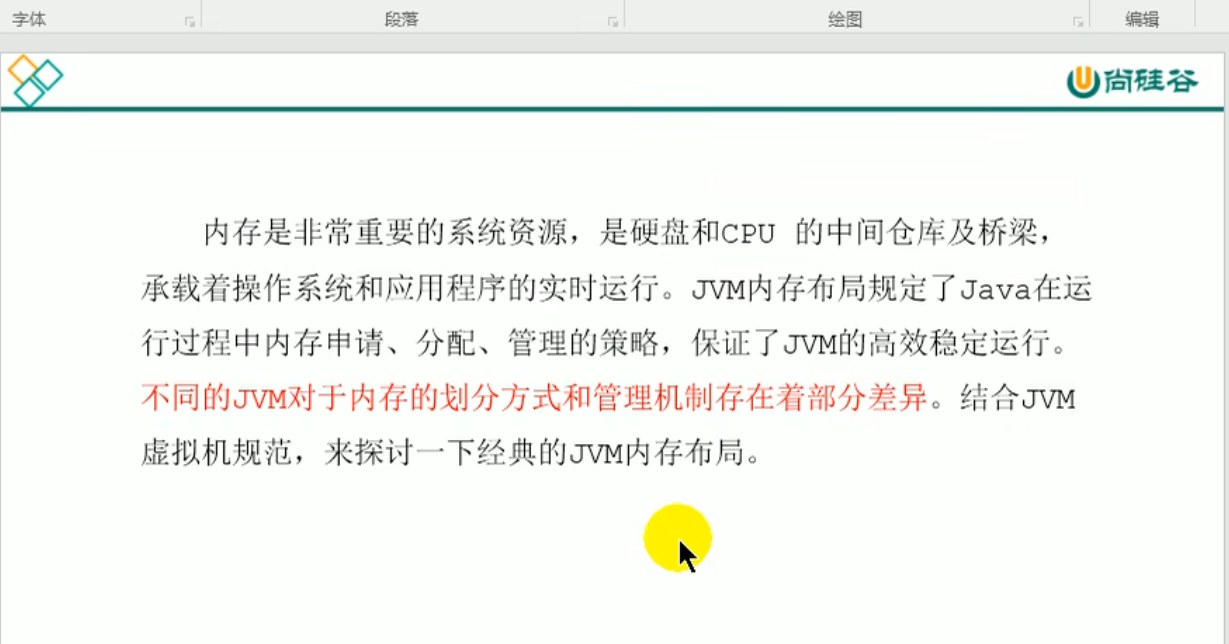 字体 段落 绘图 编辑
尚硅谷
内存是非常重要的系统资源，是硬盘和CPU 的中间仓库及桥梁，
承载着操作系统和应用程序的实时运行。JVM内存布局规定了Java在运
行过程中内存申请、分配、管理的策略，保证了JVM的高效稳定运行。
不同的JVM对于内存的划分方式和管理机制存在着部分差异。结合JVM
虚拟机规范，来探讨一下经典的JVM内存布局。